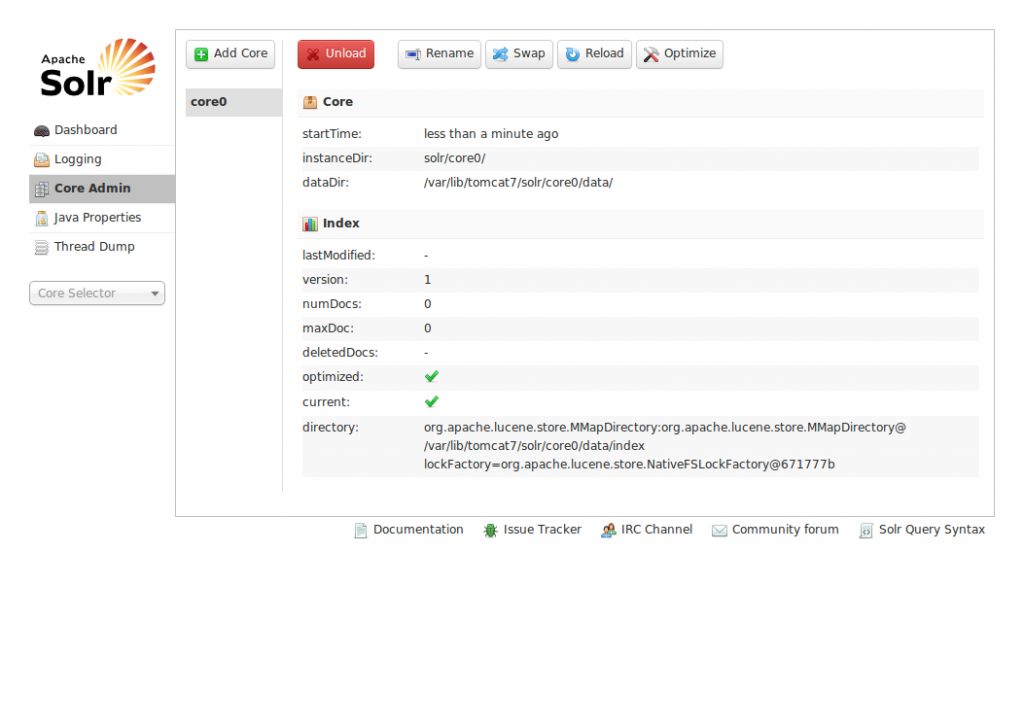 Apache
Solr
Dashboard
Logging
Core Admin
Java Properties
Thread Dump
Core Selector
Add Core
Unload
Rename
Swap
Reload
Optimize
core0
Core
startTime: less than a minute ago
instanceDir: solr/core0/
dataDir: /var/lib/tomcat7/solr/core0/data/
Index
lastModified: -
version: 1
numDocs: 0
maxDoc: 0
deletedDocs: -
optimized:
current:
directory: org.apache.lucene.store.MMapDirectory:org.apache.lucene.store.MMapDirectory@
/var/lib/tomcat7/solr/core0/data/index
lockFactory=org.apache.lucene.store.NativeFSLockFactory@671777b
Documentation
Issue Tracker
IRC Channel
Community forum
Solr Query Syntax